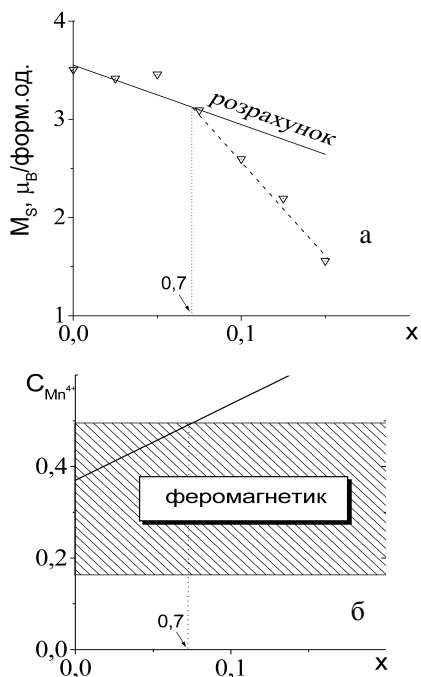 4
3
2
1
M_S, μ_B/форм.од.
розрахунок
а
0,7
0,0
0,1
x
C_Mn⁴⁺
0,4
0,2
0,0
феромагнетик
б
0,7
0,0
0,1
x